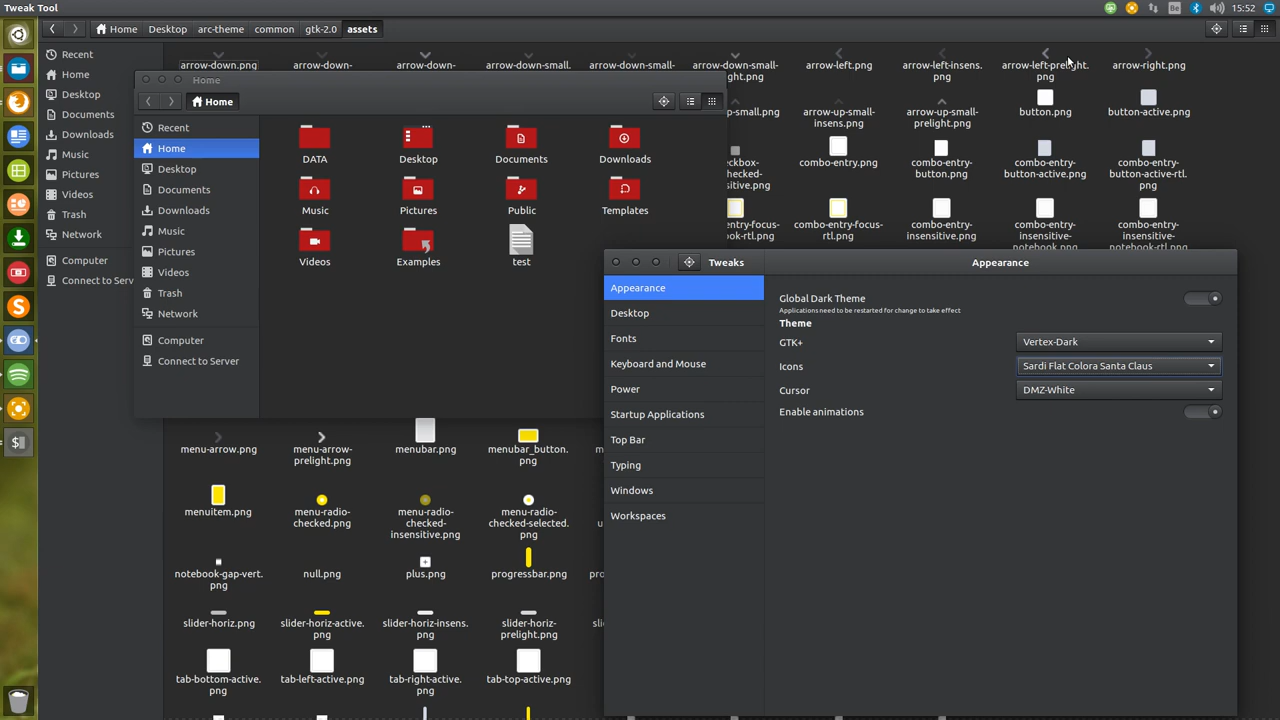 Tweak Tool
Be
15:52
Home
Desktop
arc-theme
common
gtk-2.0
assets
Recent
Home
Desktop
Documents
Downloads
Music
Pictures
Videos
Trash
Network
Computer
Connect to Serv
arrow-down.png
arrow-down-
arrow-down-
arrow-down-small.
arrow-down-small-
arrow-down-small-
ght.png
arrow-left.png
arrow-left-insens.
png
arrow-left-prelight.
png
arrow-right.png
-small.png
arrow-up-small-
insens.png
arrow-up-small-
prelight.png
button.png
button-active.png
ckbox-
-checked-
sitive.png
combo-entry.png
combo-entry-
button.png
combo-entry-
button-active.png
combo-entry-
button-active-rtl.
png
-entry-focus-
ook-rtl.png
combo-entry-focus-
rtl.png
combo-entry-
insensitive.png
combo-entry-
insensitive-
notebook.png
combo-entry-
insensitive-
notebook-rtl.png
Home
Home
Recent
Home
Desktop
Documents
Downloads
Music
Pictures
Videos
Trash
Network
Computer
Connect to Server
DATA
Desktop
Documents
Downloads
Music
Pictures
Public
Templates
Videos
Examples
test
Tweaks
Appearance
Appearance
Desktop
Fonts
Keyboard and Mouse
Power
Startup Applications
Top Bar
Typing
Windows
Workspaces
Global Dark Theme
Applications need to be restarted for change to take effect
Theme
GTK+
Vertex-Dark
Icons
Sardi Flat Colora Santa Claus
Cursor
DMZ-White
Enable animations
menu-arrow.png
menu-arrow-
prelight.png
menubar.png
menubar_button.
png
menuitem.png
menu-radio-
checked.png
menu-radio-
checked-
insensitive.png
menu-radio-
checked-selected.
png
notebook-gap-vert.
png
null.png
plus.png
progressbar.png
slider-horiz.png
slider-horiz-active.
png
slider-horiz-insens.
png
slider-horiz-
prelight.png
tab-bottom-active.
png
tab-left-active.png
tab-right-active.
png
tab-top-active.png